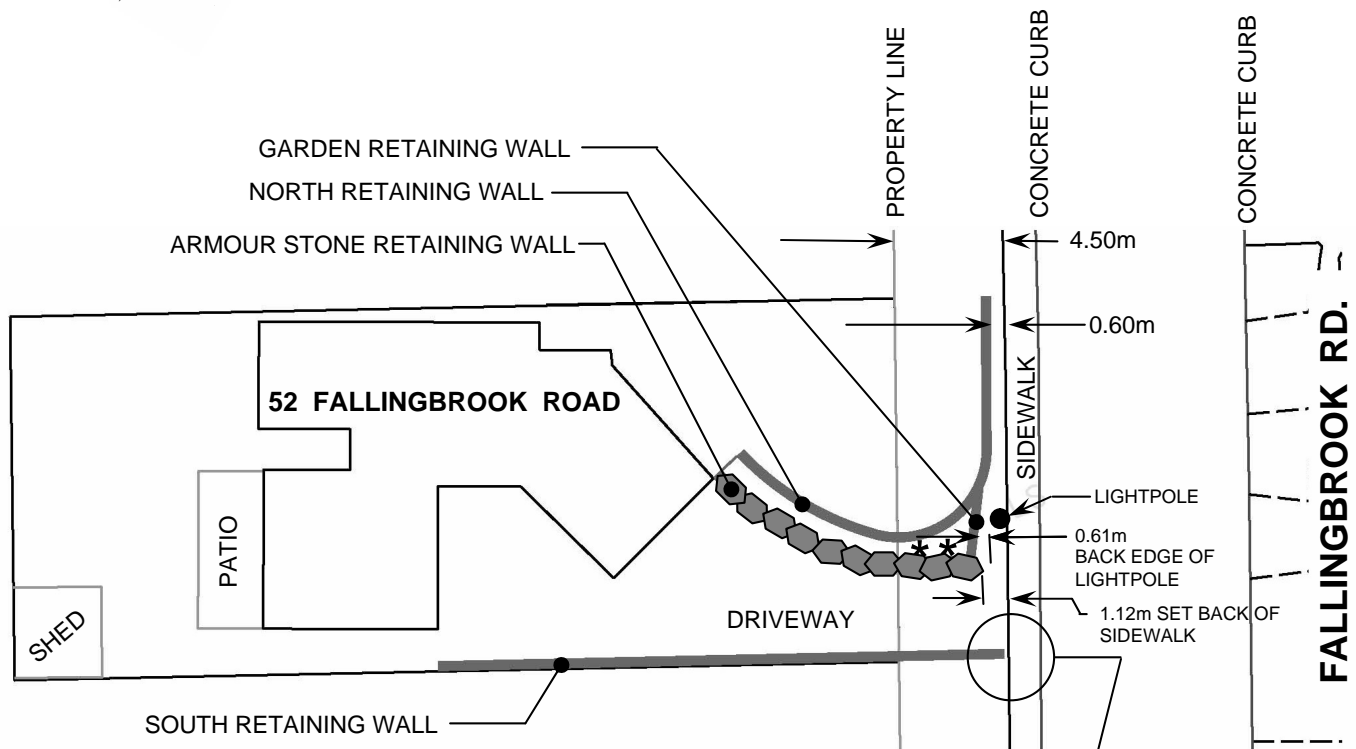 PROPERTY LINE
CONCRETE CURB
CONCRETE CURB
GARDEN RETAINING WALL
NORTH RETAINING WALL
ARMOUR STONE RETAINING WALL
4.50m
0.60m
52 FALLINGBROOK ROAD
SIDEWALK
FALLINGBROOK RD.
LIGHTPOLE
0.61m
BACK EDGE OF
LIGHTPOLE
* *
PATIO
SHED
DRIVEWAY
1.12m SET BACK OF
SIDEWALK
SOUTH RETAINING WALL